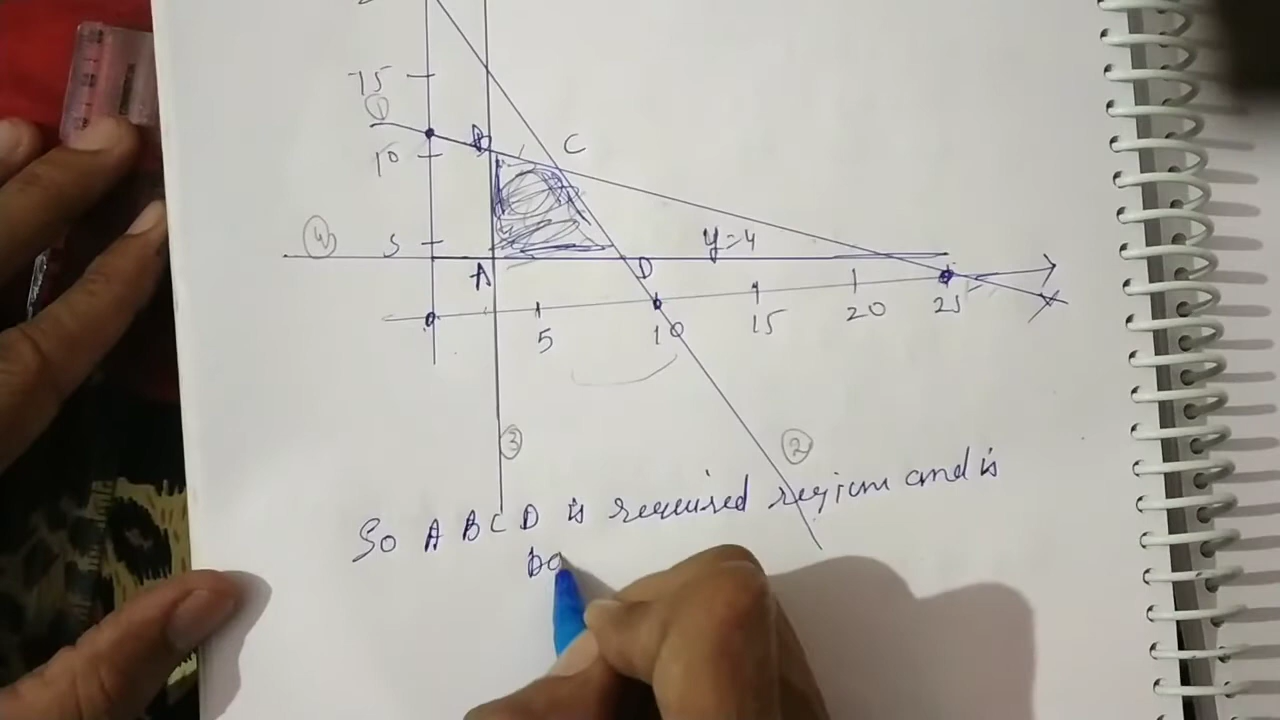 15
①
B
C
10
④
5
y=4
A
D
5
10
15
20
25
③
②
So A B C D is required region and is
bo